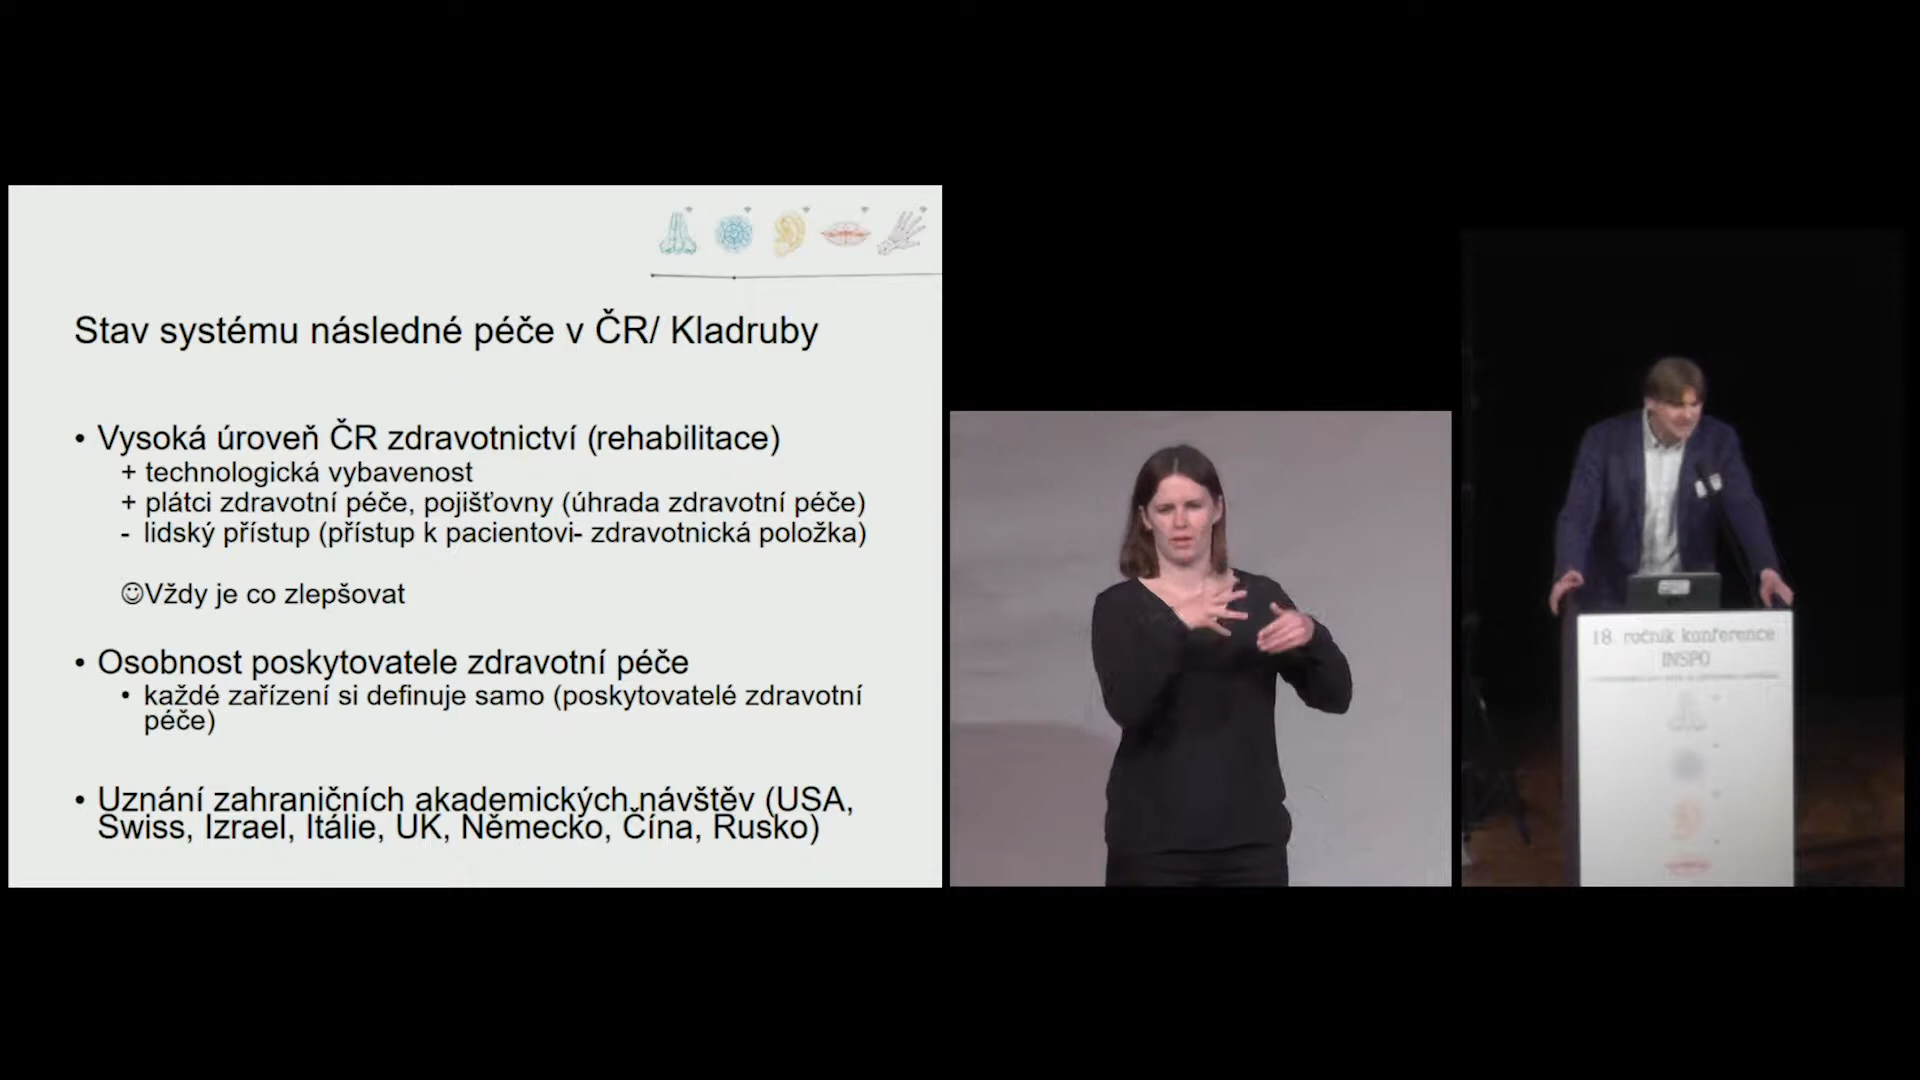 Stav systému následné péče v ČR/ Kladruby
• Vysoká úroveň ČR zdravotnictví (rehabilitace)
+ technologická vybavenost
+ plátci zdravotní péče, pojišťovny (úhrada zdravotní péče)
- lidský přístup (přístup k pacientovi- zdravotnická položka)
☺Vždy je co zlepšovat
• Osobnost poskytovatele zdravotní péče
• každé zařízení si definuje samo (poskytovatelé zdravotní
péče)
• Uznání zahraničních akademických návštěv (USA,
Swiss, Izrael, Itálie, UK, Německo, Čína, Rusko)
18. ročník konference
INSPO